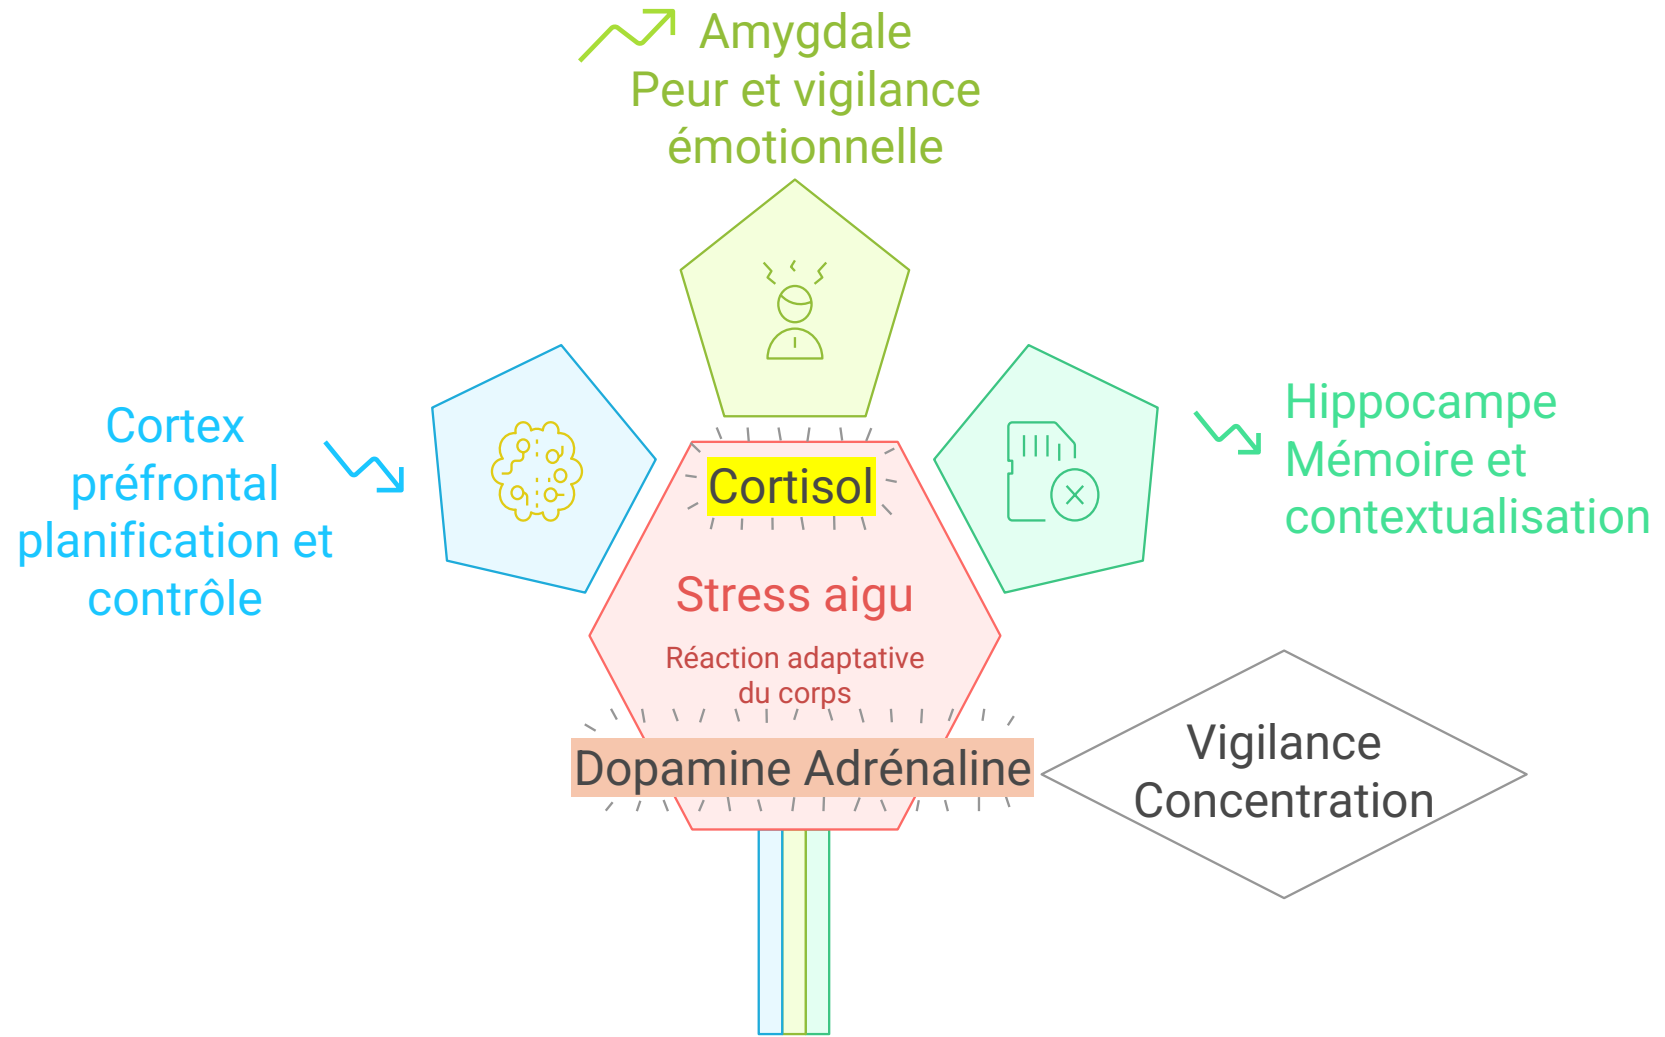 Amygdale
Peur et vigilance
émotionnelle
Cortex
préfrontal
planification et
contrôle
Hippocampe
Mémoire et
contextualisation
Cortisol
Stress aigu
Réaction adaptative
du corps
Dopamine Adrénaline
Vigilance
Concentration